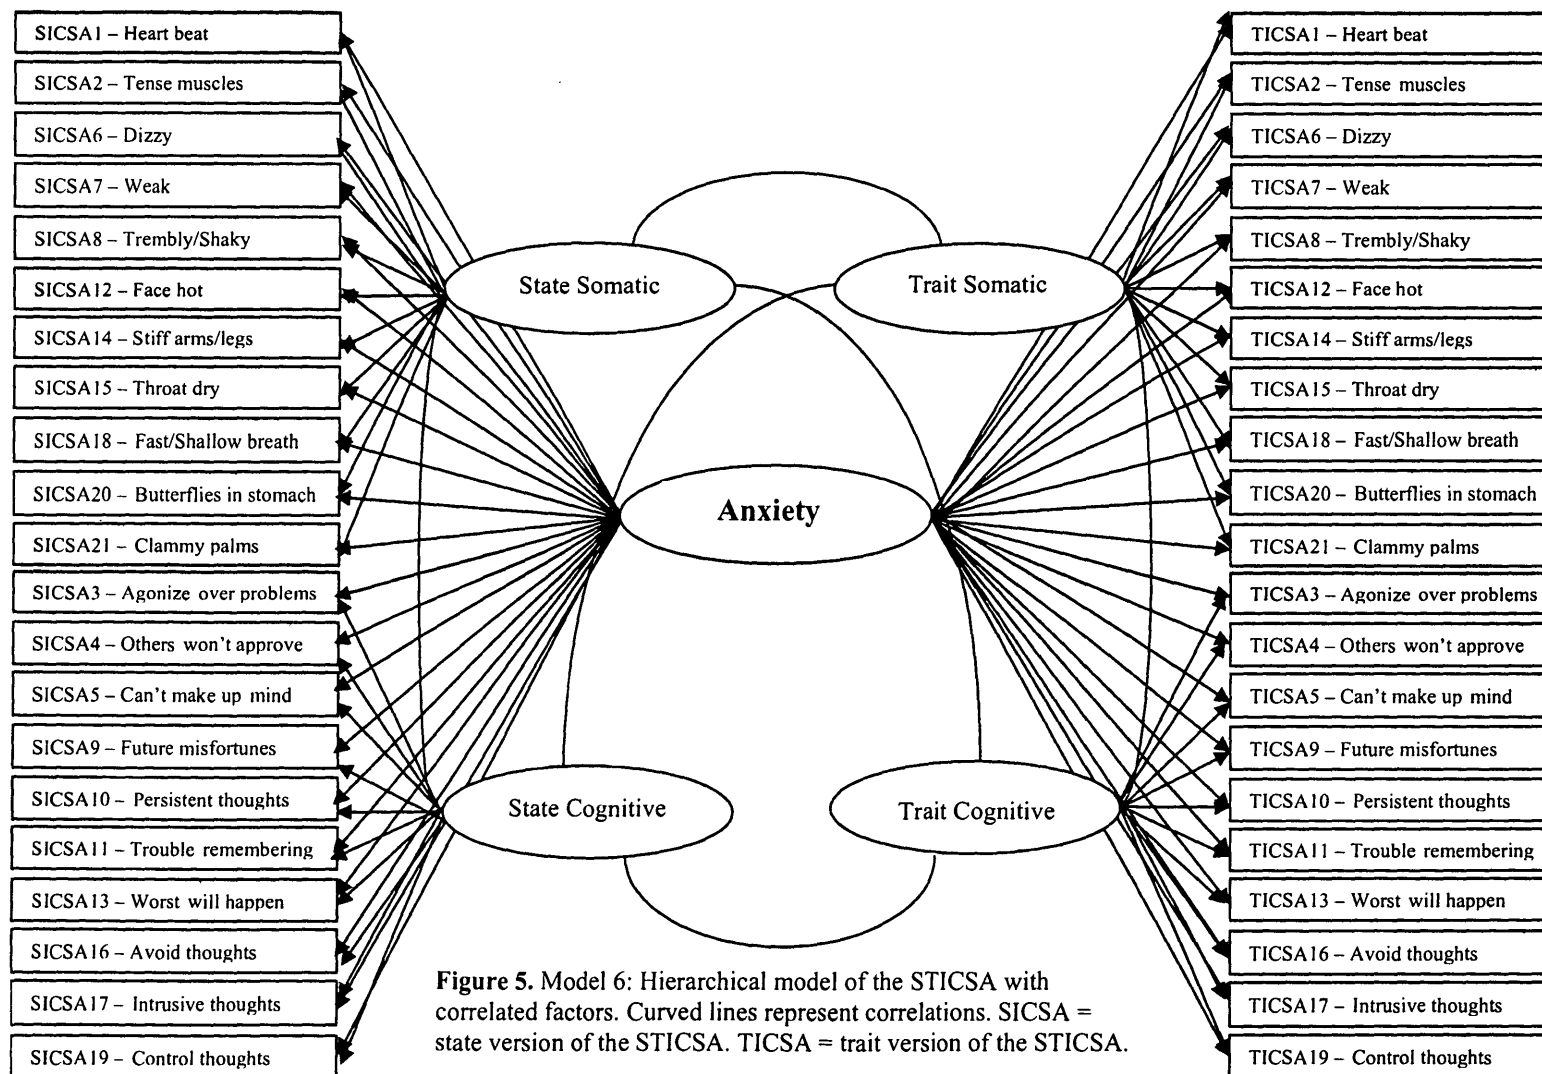 SICSA1 – Heart beat
SICSA2 – Tense muscles
SICSA6 – Dizzy
SICSA7 – Weak
SICSA8 – Trembly/Shaky
SICSA12 – Face hot
SICSA14 – Stiff arms/legs
SICSA15 – Throat dry
SICSA18 – Fast/Shallow breath
SICSA20 – Butterflies in stomach
SICSA21 – Clammy palms
SICSA3 – Agonize over problems
SICSA4 – Others won't approve
SICSA5 – Can't make up mind
SICSA9 – Future misfortunes
SICSA10 – Persistent thoughts
SICSA11 – Trouble remembering
SICSA13 – Worst will happen
SICSA16 – Avoid thoughts
SICSA17 – Intrusive thoughts
SICSA19 – Control thoughts
State Somatic
Trait Somatic
Anxiety
State Cognitive
Trait Cognitive
TICSA1 – Heart beat
TICSA2 – Tense muscles
TICSA6 – Dizzy
TICSA7 – Weak
TICSA8 – Trembly/Shaky
TICSA12 – Face hot
TICSA14 – Stiff arms/legs
TICSA15 – Throat dry
TICSA18 – Fast/Shallow breath
TICSA20 – Butterflies in stomach
TICSA21 – Clammy palms
TICSA3 – Agonize over problems
TICSA4 – Others won't approve
TICSA5 – Can't make up mind
TICSA9 – Future misfortunes
TICSA10 – Persistent thoughts
TICSA11 – Trouble remembering
TICSA13 – Worst will happen
TICSA16 – Avoid thoughts
TICSA17 – Intrusive thoughts
TICSA19 – Control thoughts
Figure 5. Model 6: Hierarchical model of the STICSA with
correlated factors. Curved lines represent correlations. SICSA =
state version of the STICSA. TICSA = trait version of the STICSA.